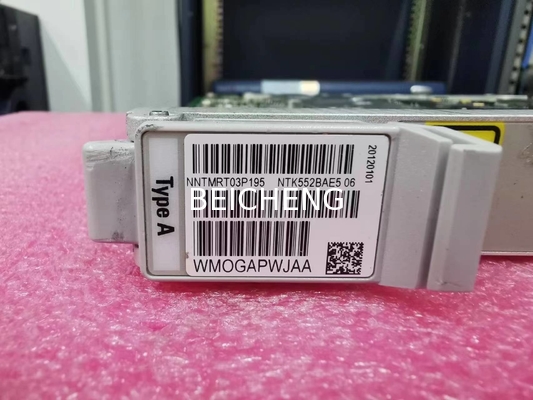 Type A
NNTMRT03P195 NTK552BAE5 06
BEICHENG
WMOGAPWJAA
20120101